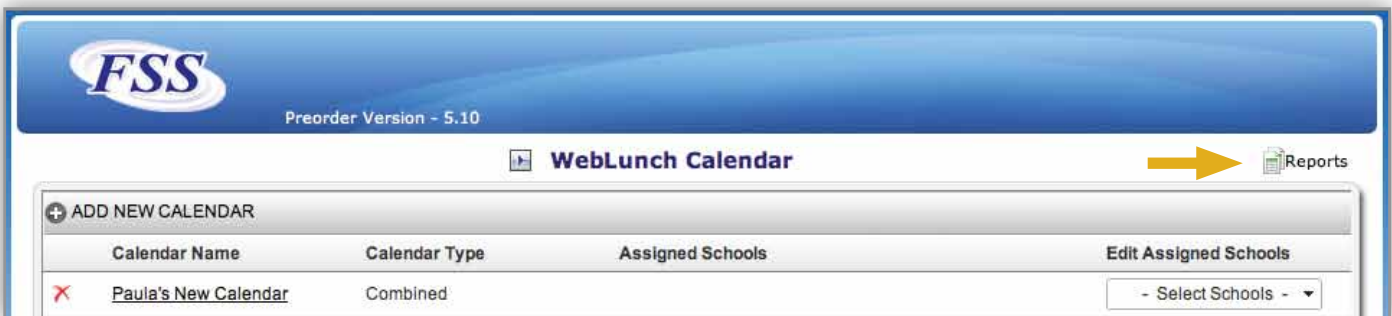 FSS
Preorder Version - 5.10
WebLunch Calendar
Reports
ADD NEW CALENDAR
Calendar Name Calendar Type Assigned Schools Edit Assigned Schools
Paula's New Calendar Combined - Select Schools -